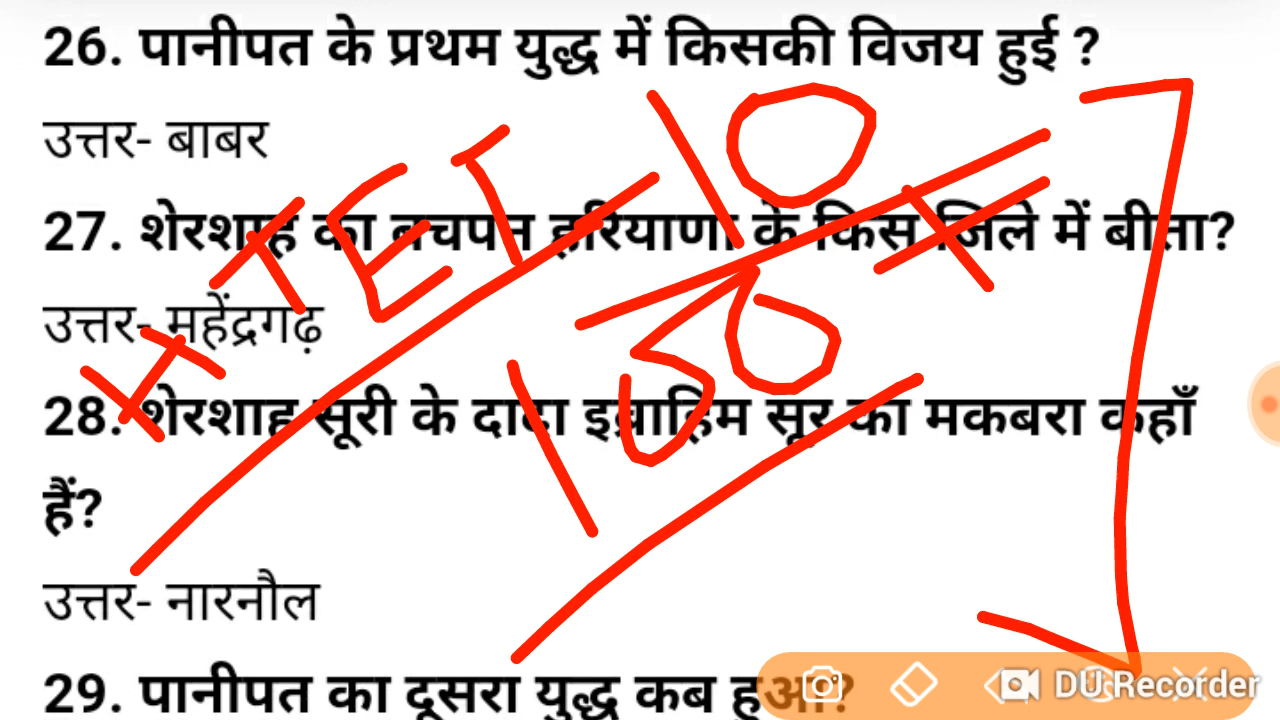 26. पानीपत के प्रथम युद्ध में किसकी विजय हुई ?
उत्तर- बाबर
27. शेरशाह का बचपन हरियाणा के किस जिले में बीता?
उत्तर- महेंद्रगढ़
28. शेरशाह सूरी के दादा इब्राहिम सूर का मकबरा कहाँ
हैं?
उत्तर- नारनौल
29. पानीपत का दूसरा युद्ध कब हुआ?
HTET
10
150
DU Recorder